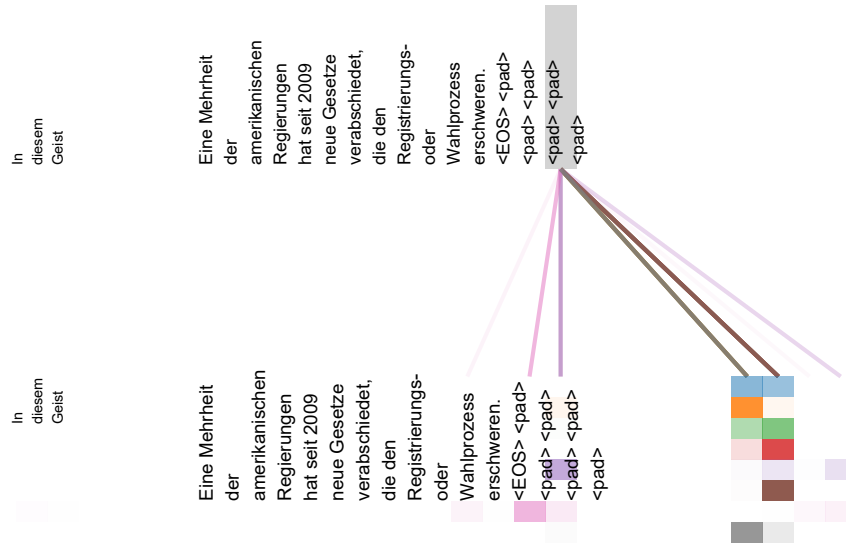 In
diesem
Geist
Eine Mehrheit
der
amerikanischen
Regierungen
hat seit 2009
neue Gesetze
verabschiedet,
die den
Registrierungs-
oder
Wahlprozess
erschweren.
<EOS> <pad>
<pad> <pad>
<pad> <pad>
<pad>
In
diesem
Geist
Eine Mehrheit
der
amerikanischen
Regierungen
hat seit 2009
neue Gesetze
verabschiedet,
die den
Registrierungs-
oder
Wahlprozess
erschweren.
<EOS> <pad>
<pad> <pad>
<pad> <pad>
<pad>